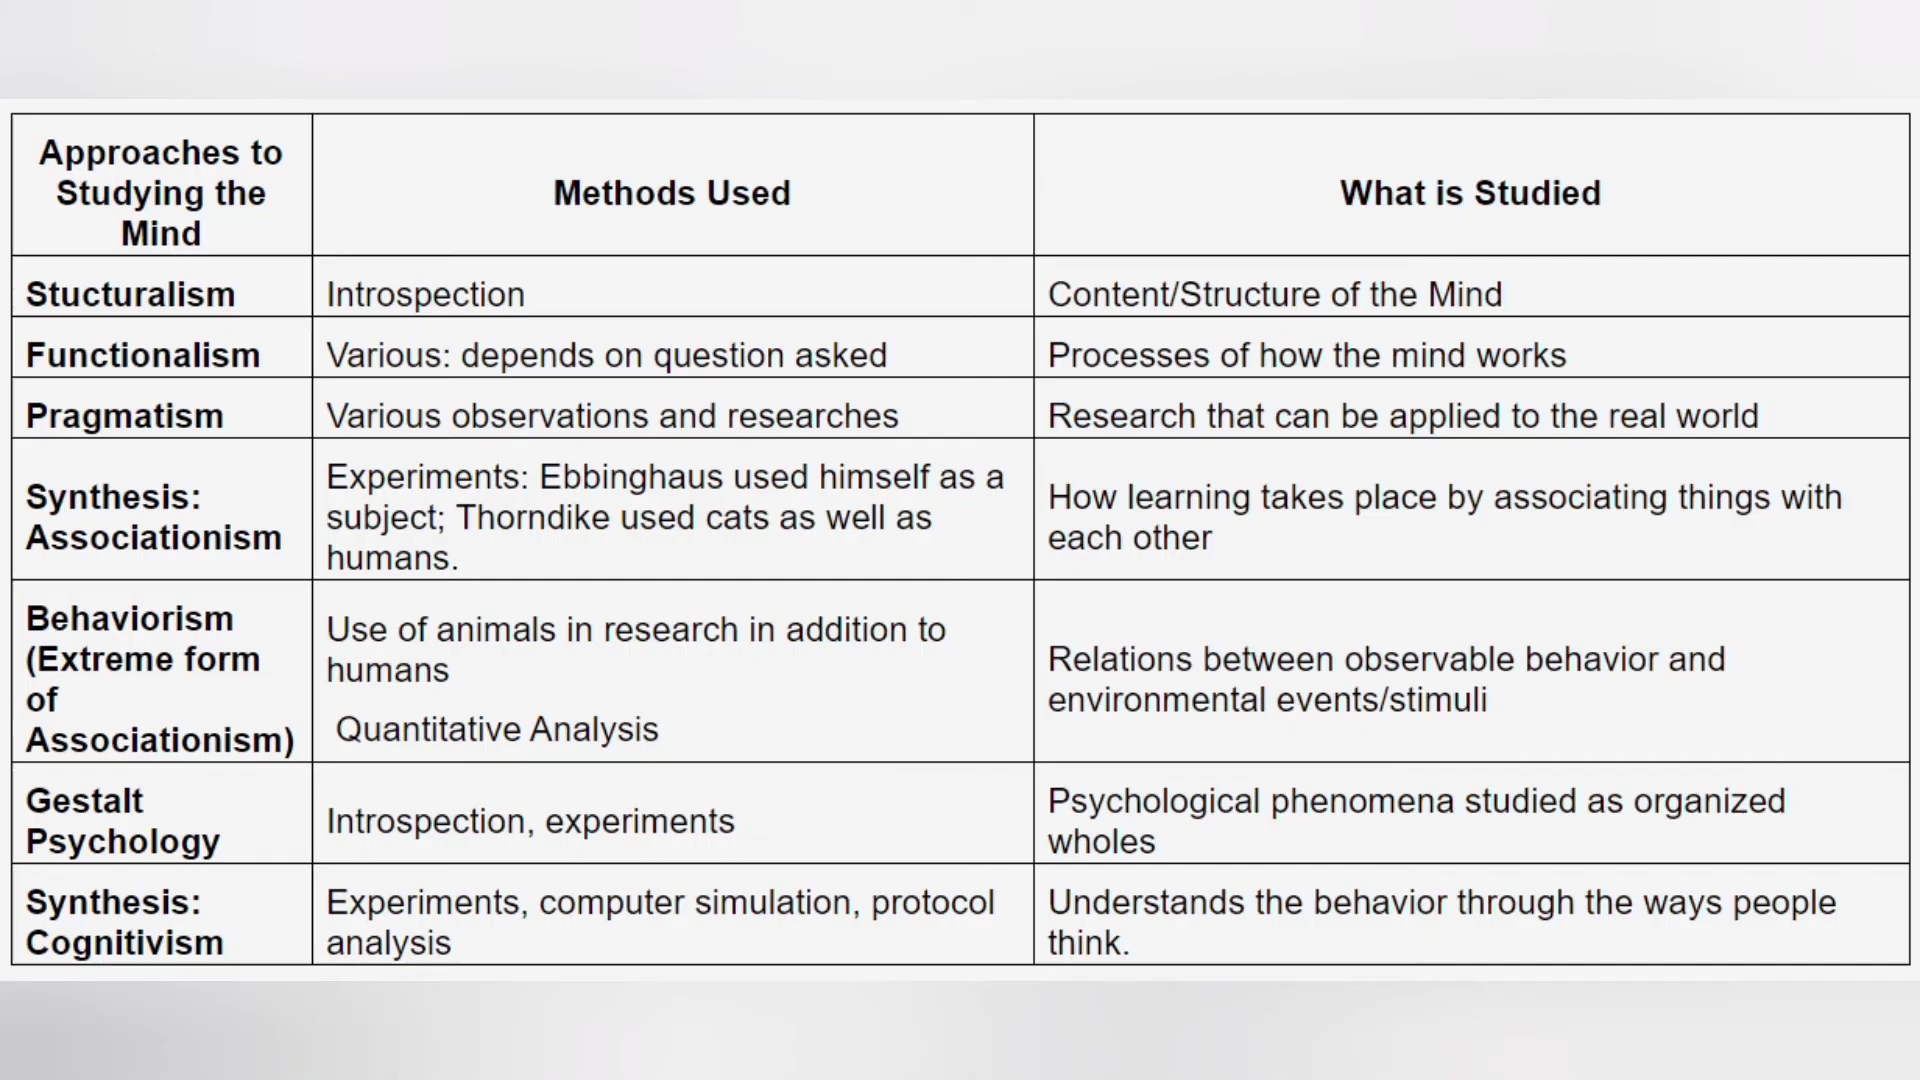 Approaches to
Studying the
Mind
Methods Used
What is Studied
Stucturalism
Introspection
Content/Structure of the Mind
Functionalism
Various: depends on question asked
Processes of how the mind works
Pragmatism
Various observations and researches
Research that can be applied to the real world
Synthesis:
Associationism
Experiments: Ebbinghaus used himself as a
subject; Thorndike used cats as well as
humans.
How learning takes place by associating things with
each other
Behaviorism
(Extreme form
of
Associationism)
Use of animals in research in addition to
humans
Quantitative Analysis
Relations between observable behavior and
environmental events/stimuli
Gestalt
Psychology
Introspection, experiments
Psychological phenomena studied as organized
wholes
Synthesis:
Cognitivism
Experiments, computer simulation, protocol
analysis
Understands the behavior through the ways people
think.